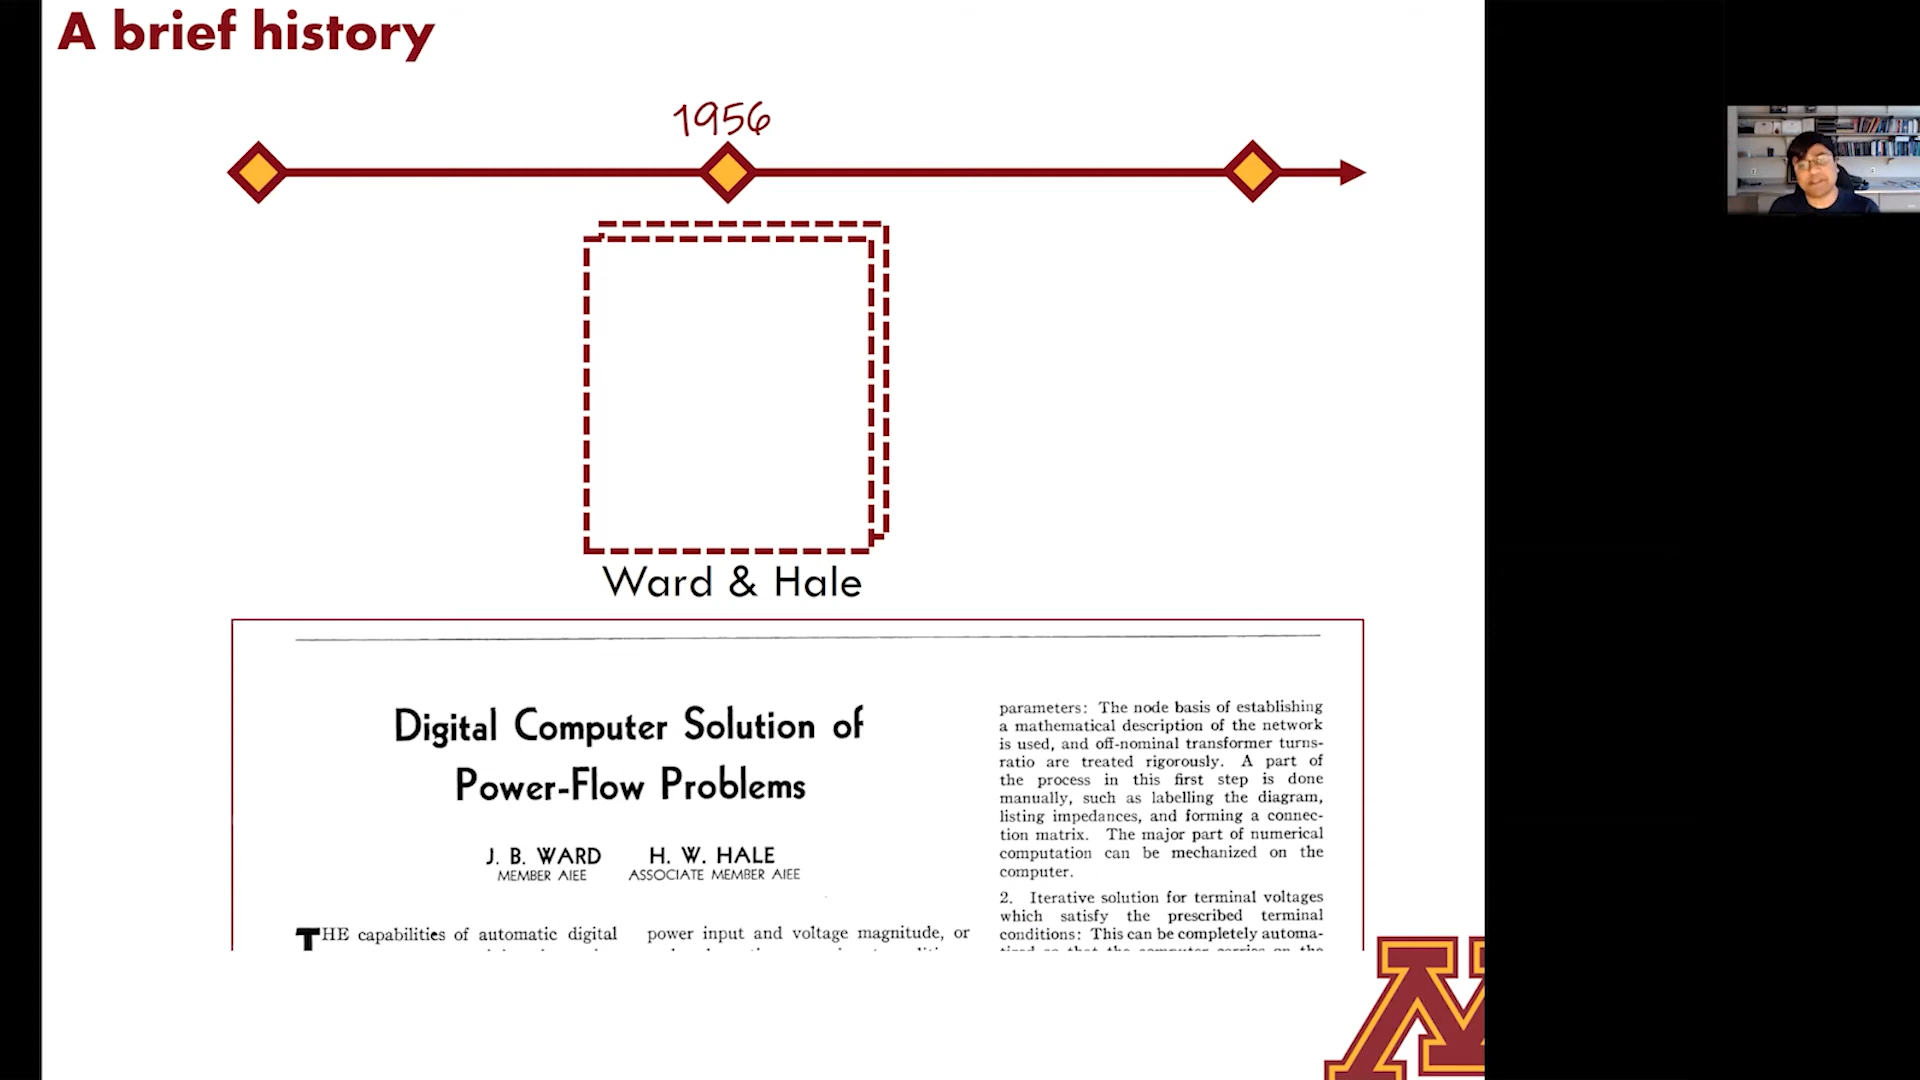 A brief history
1956
Ward & Hale
Digital Computer Solution of
Power-Flow Problems
J. B. WARD H. W. HALE
MEMBER AIEE ASSOCIATE MEMBER AIEE
THE capabilities of automatic digital
power input and voltage magnitude, or
parameters: The node basis of establishing
a mathematical description of the network
is used, and off-nominal transformer turns-
ratio are treated rigorously. A part of
the process in this first step is done
manually, such as labelling the diagram,
listing impedances, and forming a connec-
tion matrix. The major part of numerical
computation can be mechanized on the
computer.
2. Iterative solution for terminal voltages
which satisfy the prescribed terminal
conditions: This can be completely automa-
M